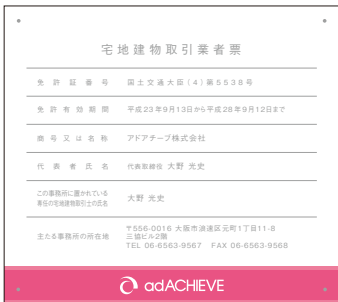 宅地建物取引業者票
免許証番号 国土交通大臣(4)第5538号
免許有効期間 平成23年9月13日から平成28年9月12日まで
商号又は名称 アドアチーブ株式会社
代表者氏名 代表取締役 大野 光史
この事務所に置かれている
専任の宅地建物取引士の氏名 大野 光史
主たる事務所の所在地 〒556-0016 大阪市浪速区元町1丁目11-8
三協ビル2階
TEL 06-6563-9567 FAX 06-6563-9568
adACHIEVE